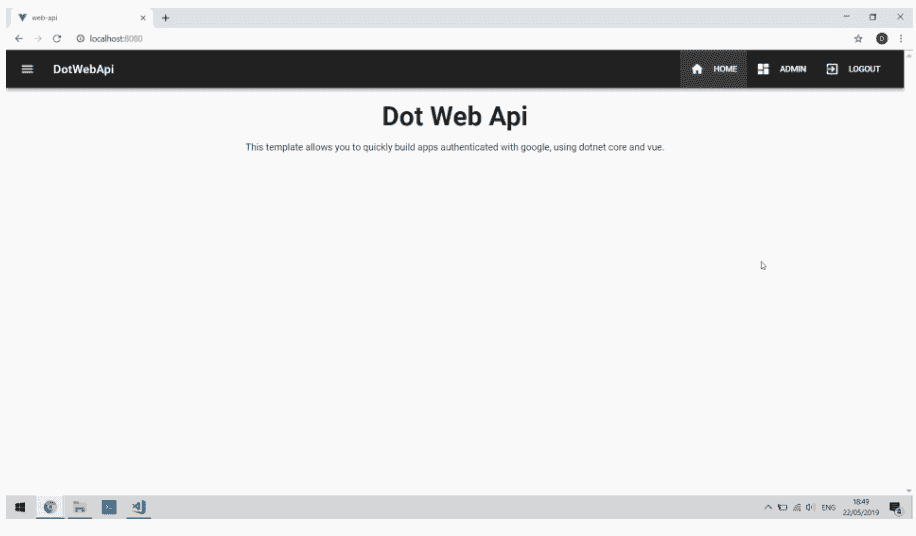 web-api
localhost:8080
DotWebApi
HOME
ADMIN
LOGOUT
Dot Web Api
This template allows you to quickly build apps authenticated with google, using dotnet core and vue.
ENG
18:49
22/05/2019